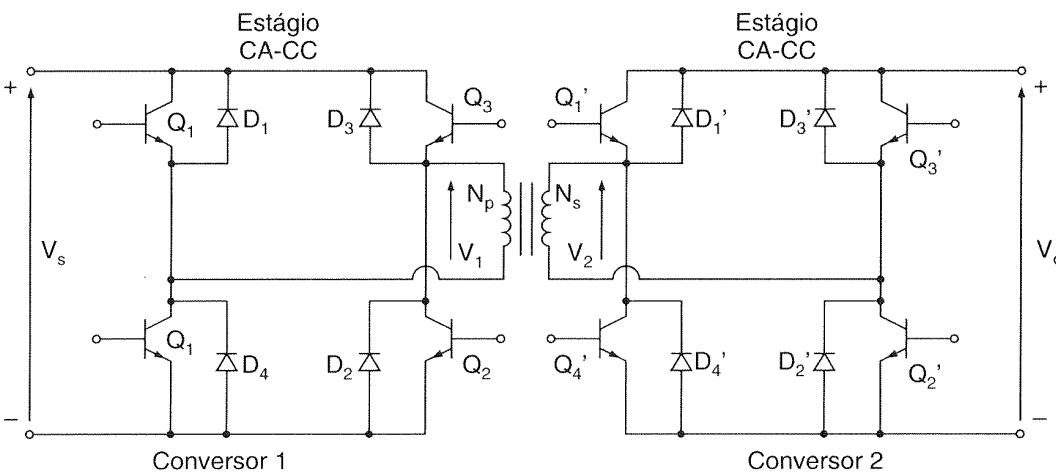 Estágio
CA-CC
Estágio
CA-CC
+
Q1
D1
D3
Q3
Q1'
D1'
D3'
Q3'
+
Vs
Np
V1
Ns
V2
Q1
D4
D2
Q2
Q4'
D4'
D2'
Q2'
−
−
Conversor 1
Conversor 2